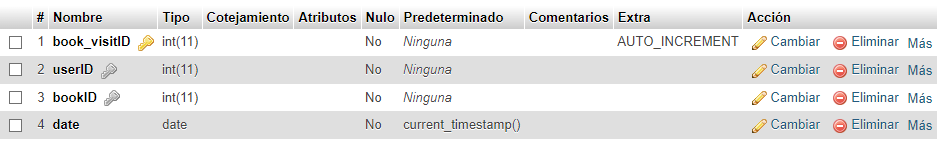 # Nombre Tipo Cotejamiento Atributos Nulo Predeterminado Comentarios Extra Acción
1 book_visitID int(11) No Ninguna AUTO_INCREMENT Cambiar Eliminar Más
2 userID int(11) No Ninguna Cambiar Eliminar Más
3 bookID int(11) No Ninguna Cambiar Eliminar Más
4 date date No current_timestamp() Cambiar Eliminar Más